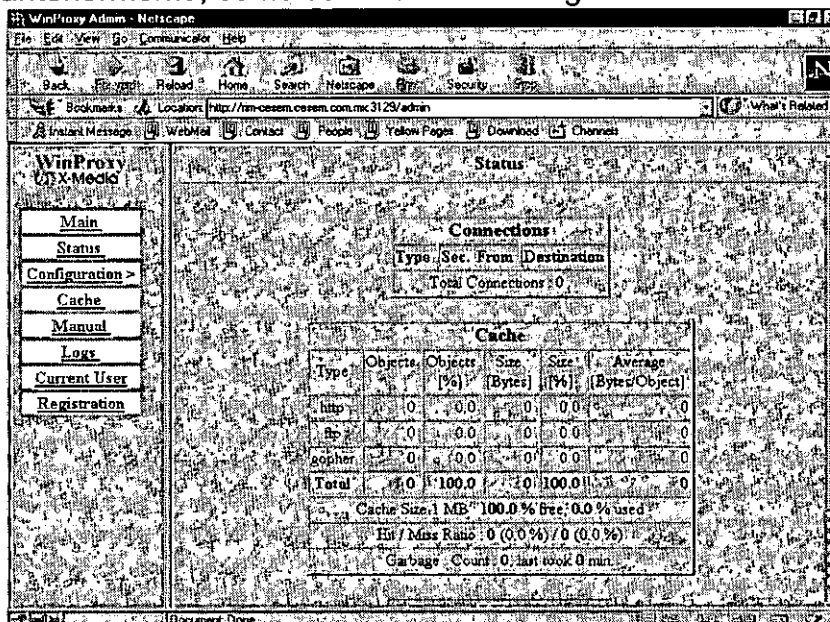 WinProxy Admin - Netscape
File Edit View Go Communicator Help
Back Forward Reload Home Search Netscape Print Security Stop
Bookmarks Location: http://rim-cesem.cesem.com.mx:3129/admin What's Related
Instant Message WebMail Contact People Yellow Pages Download Channels
WinProxy
X-Media
Main
Status
Configuration >
Cache
Manual
Logs
Current User
Registration
Status
Connections
Type Sec. From Destination
Total Connections: 0
Cache
Type Objects Objects [%] Size [Bytes] Size [%] Average [Bytes/Object]
http 0 0.0 0 0.0 0
ftp 0 0.0 0 0.0 0
gopher 0 0.0 0 0.0 0
Total 0 100.0 0 100.0 0
Cache Size 1 MB 100.0 % free, 0.0 % used
Hit / Miss Ratio : 0 (0.0 %) / 0 (0.0 %)
Garbage Count : 0, last took 0 min.
Document Done